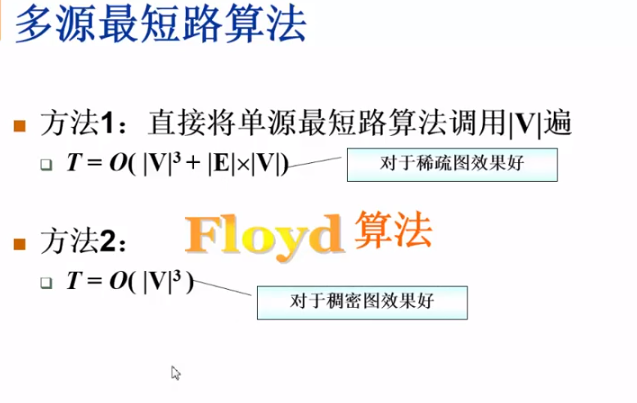 多源最短路算法
方法1：直接将单源最短路算法调用|V|遍
T = O( |V|³ + |E|×|V|)
对于稀疏图效果好
方法2：
Floyd 算法
T = O( |V|³ )
对于稠密图效果好